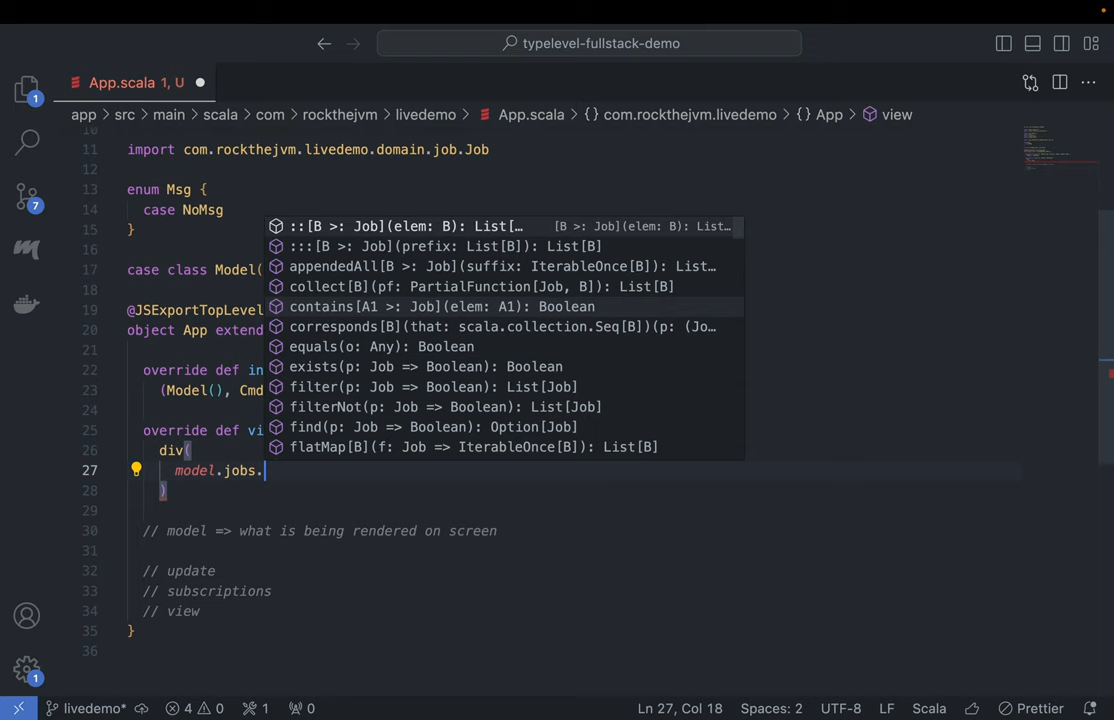 typelevel-fullstack-demo
App.scala 1, U
app > src > main > scala > com > rockthejvm > livedemo > App.scala > {} com.rockthejvm.livedemo > {} App > view
1
7
1
10
11 import com.rockthejvm.livedemo.domain.job.Job
12
13 enum Msg {
14 case NoMsg
15 }
16
17 case class Model(
18
19 @JSExportTopLevel
20 object App extend
21
22 override def in
23 (Model(), Cmd
24
25 override def vi
26 div(
27 model.jobs.
28 )
29
30 // model => what is being rendered on screen
31
32 // update
33 // subscriptions
34 // view
35 }
36
::[B >: Job](elem: B): List[… [B >: Job](elem: B): List…
:::[B >: Job](prefix: List[B]): List[B]
appendedAll[B >: Job](suffix: IterableOnce[B]): List…
collect[B](pf: PartialFunction[Job, B]): List[B]
contains[A1 >: Job](elem: A1): Boolean
corresponds[B](that: scala.collection.Seq[B])(p: (Jo…
equals(o: Any): Boolean
exists(p: Job => Boolean): Boolean
filter(p: Job => Boolean): List[Job]
filterNot(p: Job => Boolean): List[Job]
find(p: Job => Boolean): Option[Job]
flatMap[B](f: Job => IterableOnce[B]): List[B]
livedemo* 4 0 1 0 Ln 27, Col 18 Spaces: 2 UTF-8 LF Scala Prettier